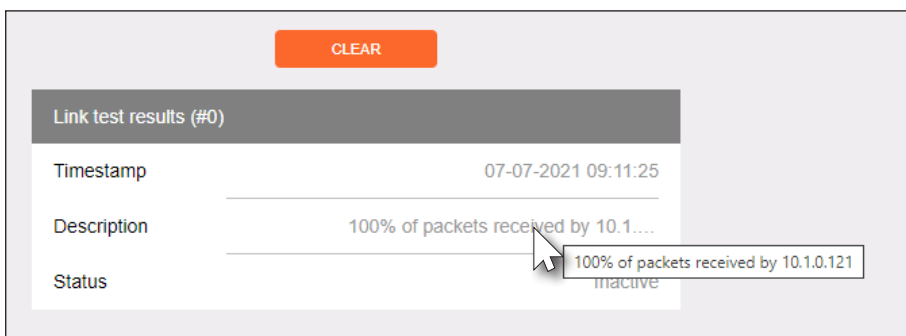 CLEAR
Link test results (#0)
Timestamp 07-07-2021 09:11:25
Description 100% of packets received by 10.1....
100% of packets received by 10.1.0.121
Status Inactive